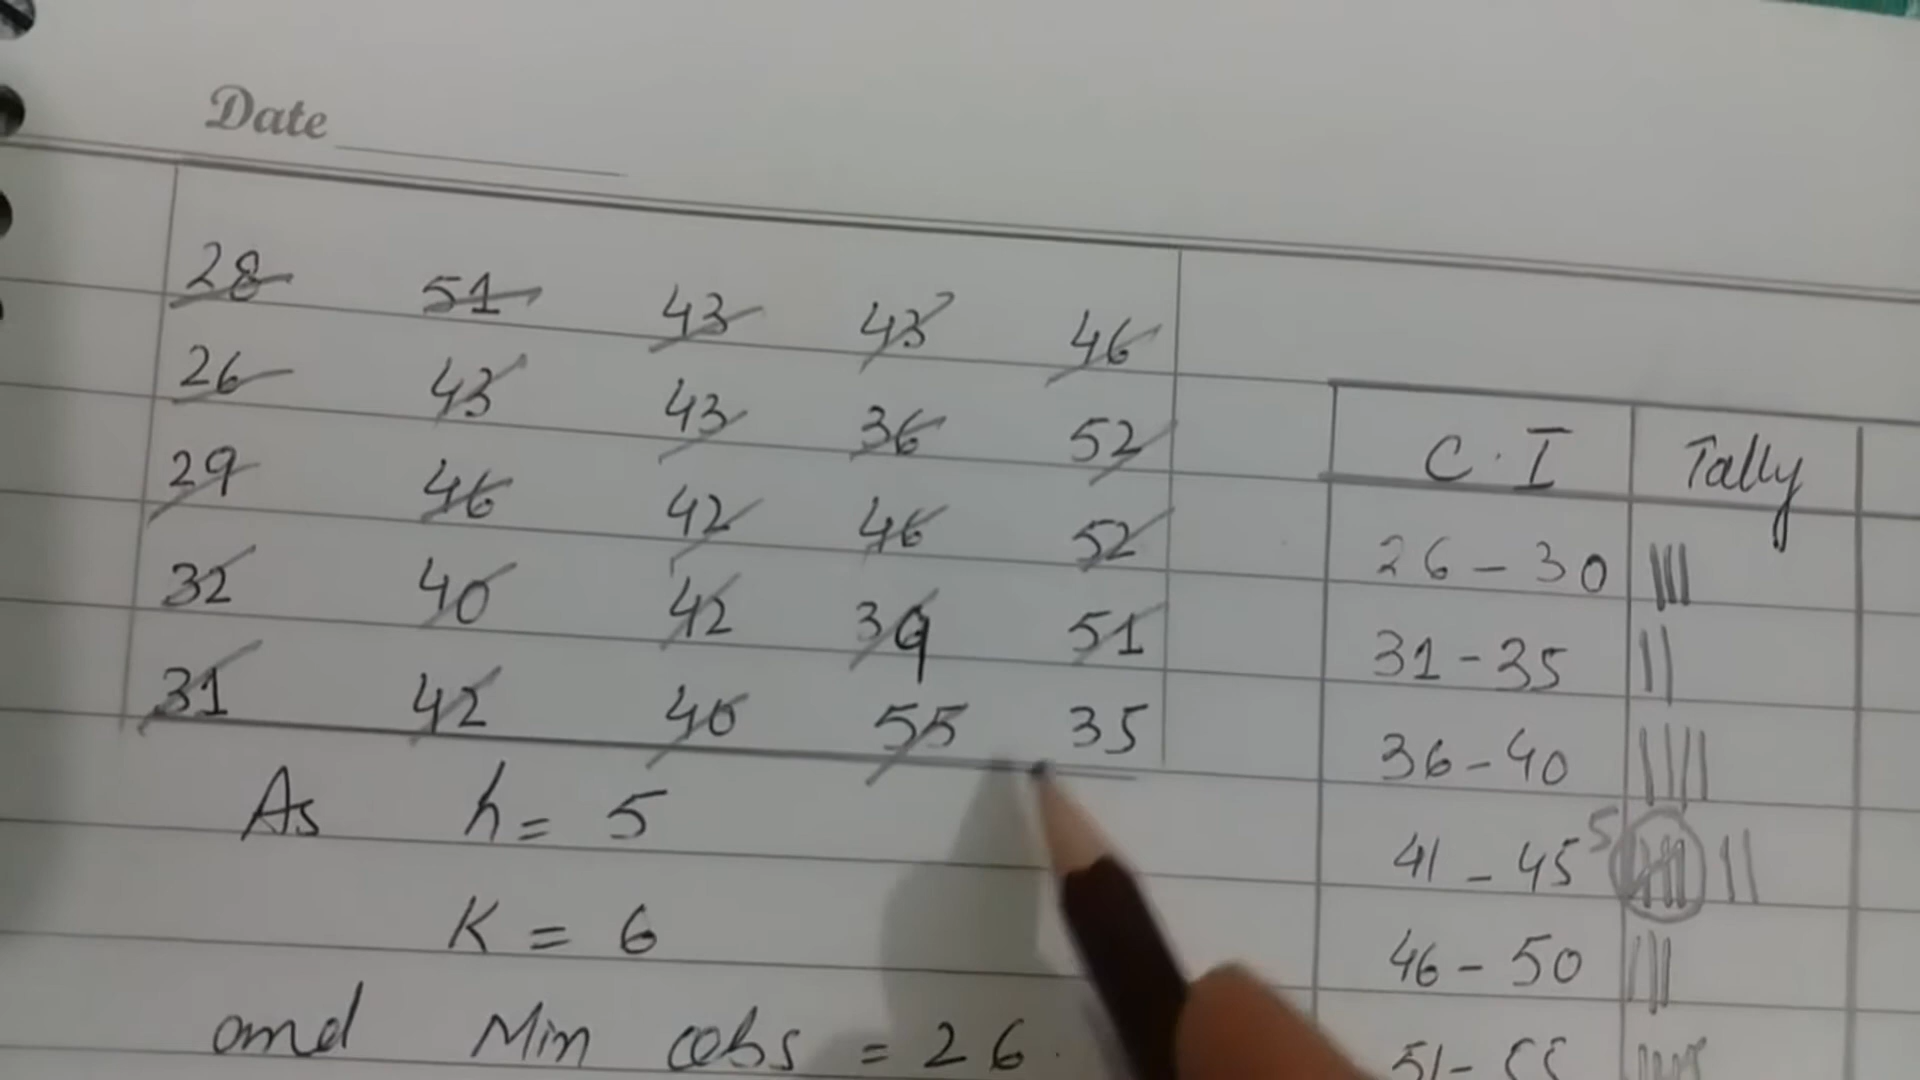 Date
28 51 43 43 46
26 43 43 36 52
29 46 42 46 52
32 40 42 39 51
31 42 40 55 35
As h = 5
K = 6
and Min obs = 26
C.I Tally
26 - 30 |||
31 - 35 ||
36 - 40 ||||
41 - 45 5 |||| ||
46 - 50 |||
51 - 55